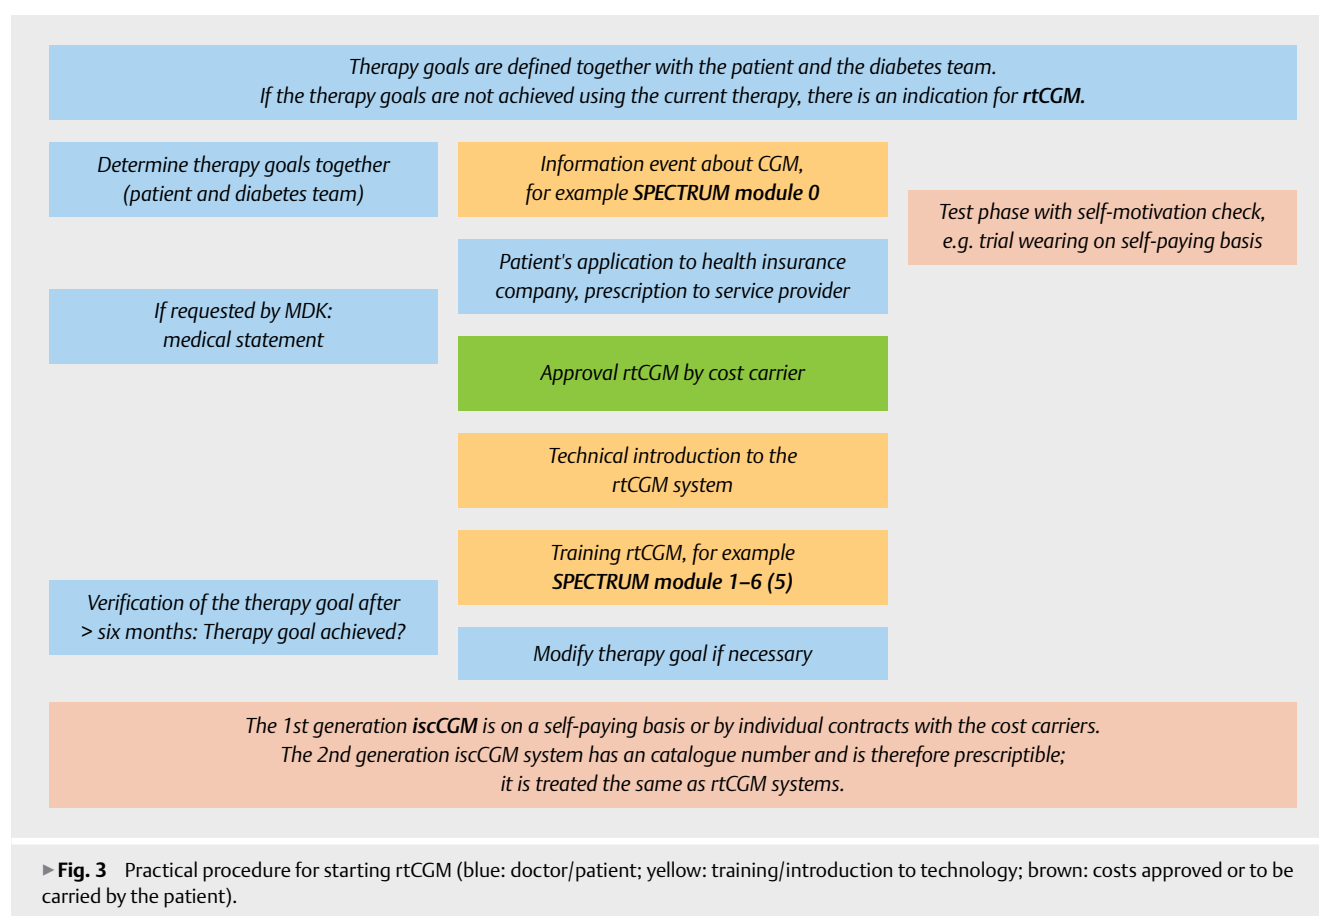 Therapy goals are defined together with the patient and the diabetes team.
If the therapy goals are not achieved using the current therapy, there is an indication for rtCGM.
Determine therapy goals together
(patient and diabetes team)
Information event about CGM,
for example SPECTRUM module 0
Test phase with self-motivation check,
e.g. trial wearing on self-paying basis
Patient's application to health insurance
company, prescription to service provider
If requested by MDK:
medical statement
Approval rtCGM by cost carrier
Technical introduction to the
rtCGM system
Training rtCGM, for example
SPECTRUM module 1–6 (5)
Verification of the therapy goal after
> six months: Therapy goal achieved?
Modify therapy goal if necessary
The 1st generation iscCGM is on a self-paying basis or by individual contracts with the cost carriers.
The 2nd generation iscCGM system has an catalogue number and is therefore prescriptible;
it is treated the same as rtCGM systems.
▶Fig. 3 Practical procedure for starting rtCGM (blue: doctor/patient; yellow: training/introduction to technology; brown: costs approved or to be
carried by the patient).